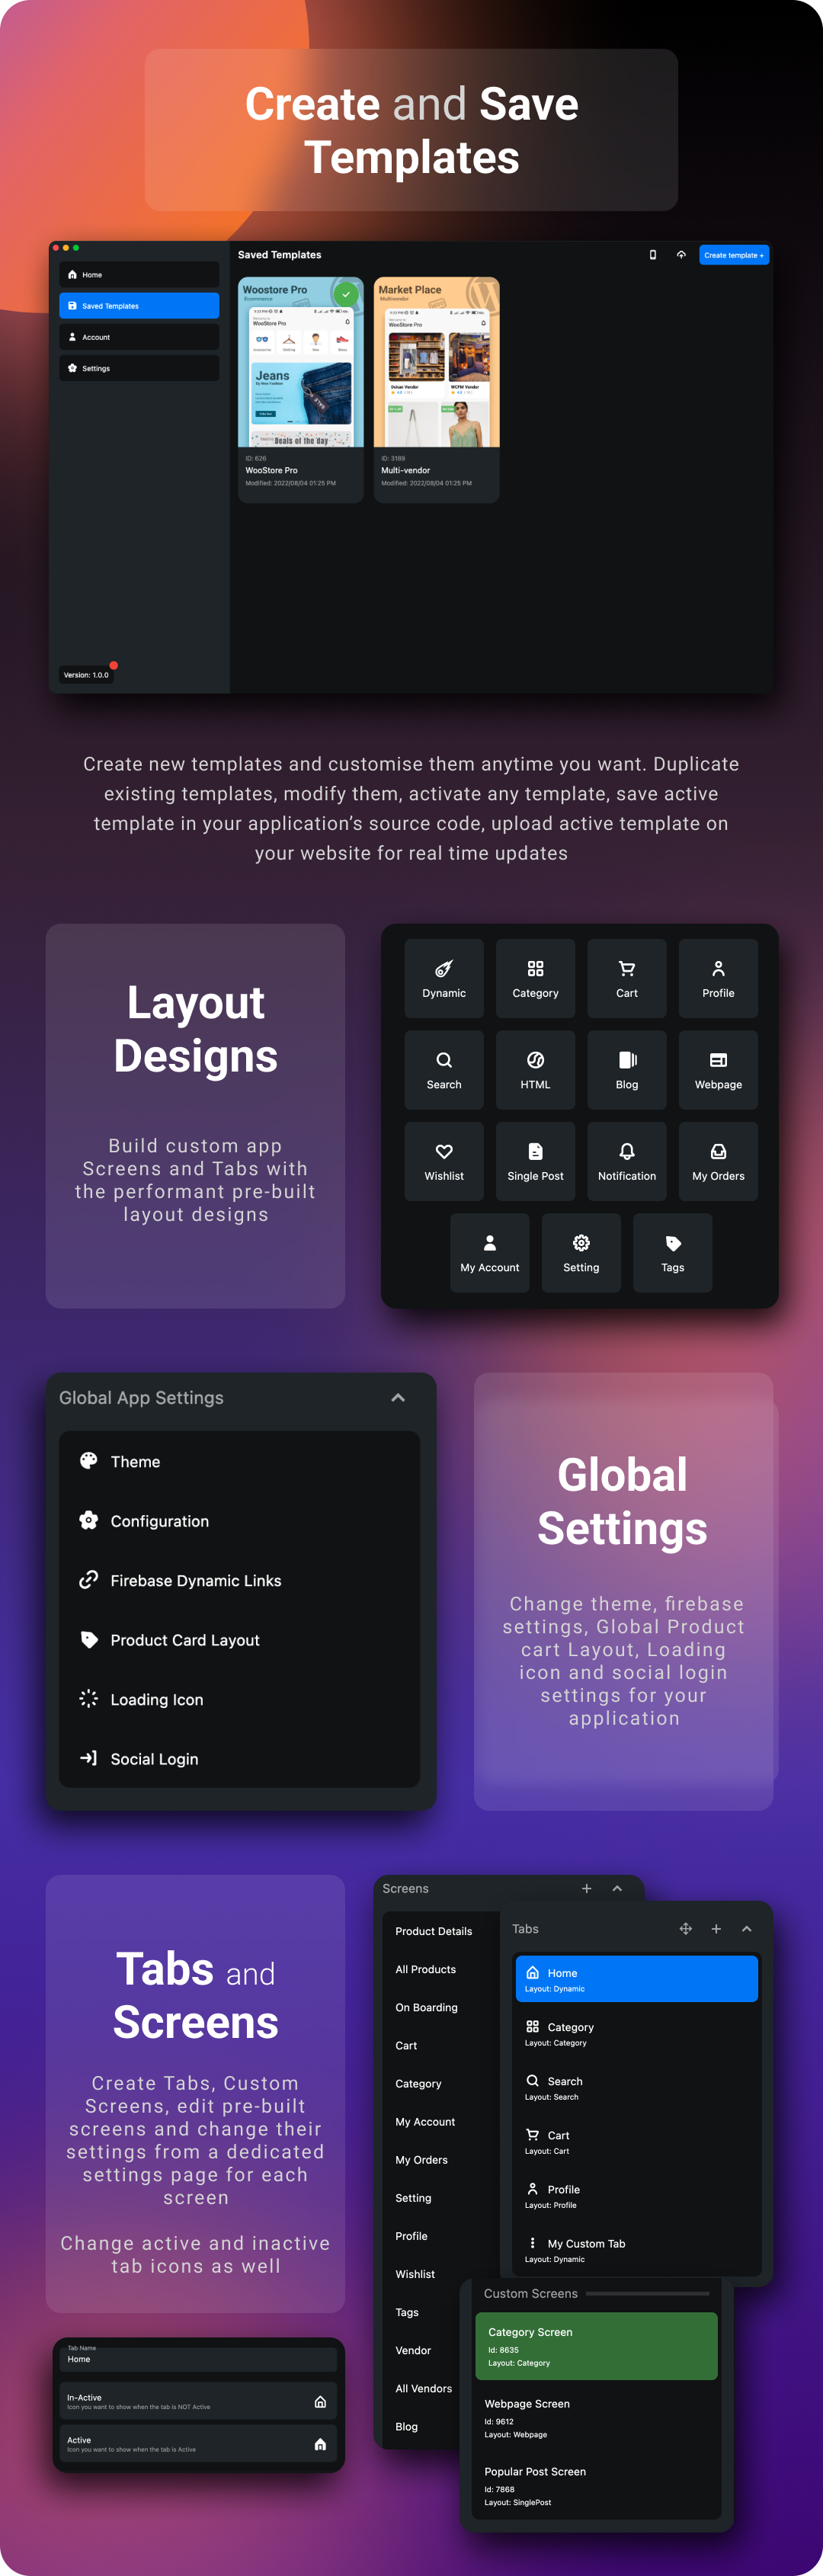 Create and Save
Templates
Home
Saved Templates
Account
Settings
Version: 1.0.0
Saved Templates
Create template +
Woostore Pro
Ecommerce
WooStore Pro
Jeans
Deals of the day
ID: 626
WooStore Pro
Modified: 2022/08/04 01:25 PM
Market Place
Multivendor
WooStore Pro
Dokan Vendor
WCFM Vendor
ID: 3189
Multi-vendor
Modified: 2022/08/04 01:25 PM
Create new templates and customise them anytime you want. Duplicate
existing templates, modify them, activate any template, save active
template in your application’s source code, upload active template on
your website for real time updates
Layout
Designs
Build custom app
Screens and Tabs with
the performant pre-built
layout designs
Dynamic
Category
Cart
Profile
Search
HTML
Blog
Webpage
Wishlist
Single Post
Notification
My Orders
My Account
Setting
Tags
Global App Settings
Theme
Configuration
Firebase Dynamic Links
Product Card Layout
Loading Icon
Social Login
Global
Settings
Change theme, firebase
settings, Global Product
cart Layout, Loading
icon and social login
settings for your
application
Tabs and
Screens
Create Tabs, Custom
Screens, edit pre-built
screens and change their
settings from a dedicated
settings page for each
screen
Change active and inactive
tab icons as well
Tab Name
Home
In-Active
Icon you want to show when the tab is NOT Active
Active
Icon you want to show when the tab is Active
Screens
Product Details
All Products
On Boarding
Cart
Category
My Account
My Orders
Setting
Profile
Wishlist
Tags
Vendor
All Vendors
Blog
Tabs
Home
Layout: Dynamic
Category
Layout: Category
Search
Layout: Search
Cart
Layout: Cart
Profile
Layout: Profile
My Custom Tab
Layout: Dynamic
Custom Screens
Category Screen
Id: 8635
Layout: Category
Webpage Screen
Id: 9612
Layout: Webpage
Popular Post Screen
Id: 7868
Layout: SinglePost